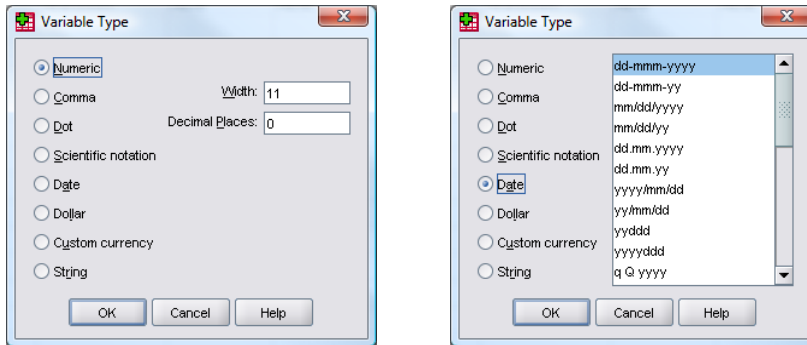 Variable Type
Numeric
Comma
Width: 11
Dot
Decimal Places: 0
Scientific notation
Date
Dollar
Custom currency
String
OK Cancel Help
Variable Type
Numeric
Comma
Dot
Scientific notation
Date
Dollar
Custom currency
String
dd-mmm-yyyy
dd-mmm-yy
mm/dd/yyyy
mm/dd/yy
dd.mm.yyyy
dd.mm.yy
yyyy/mm/dd
yy/mm/dd
yyddd
yyyyddd
q Q yyyy
OK Cancel Help